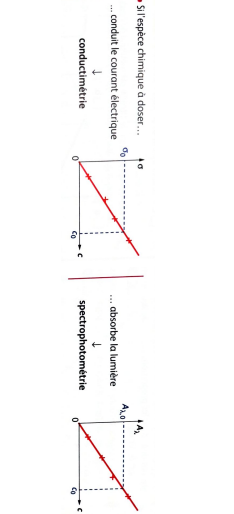 • Si l'espèce chimique à doser...
... conduit le courant électrique
↓
conductimétrie
σ
σ₀
0
c₀
c
... absorbe la lumière
↓
spectrophotométrie
A_λ
A_λ,0
0
c₀
c